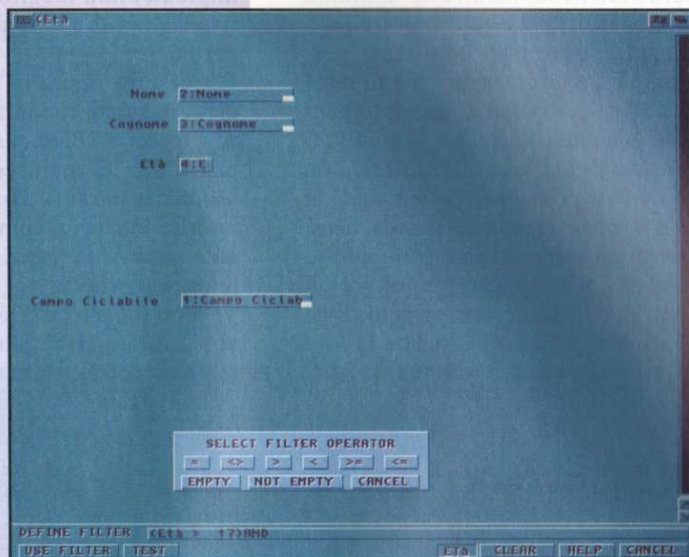 (Età
Nome 2:Nome
Cognome 3:Cognome
Età 4:E
Campo Ciclabile 1:Campo Ciclab
SELECT FILTER OPERATOR
= <> > < >= <=
EMPTY NOT EMPTY CANCEL
DEFINE FILTER (Età > 17)AND
USE FILTER TEST Età CLEAR HELP CANCEL